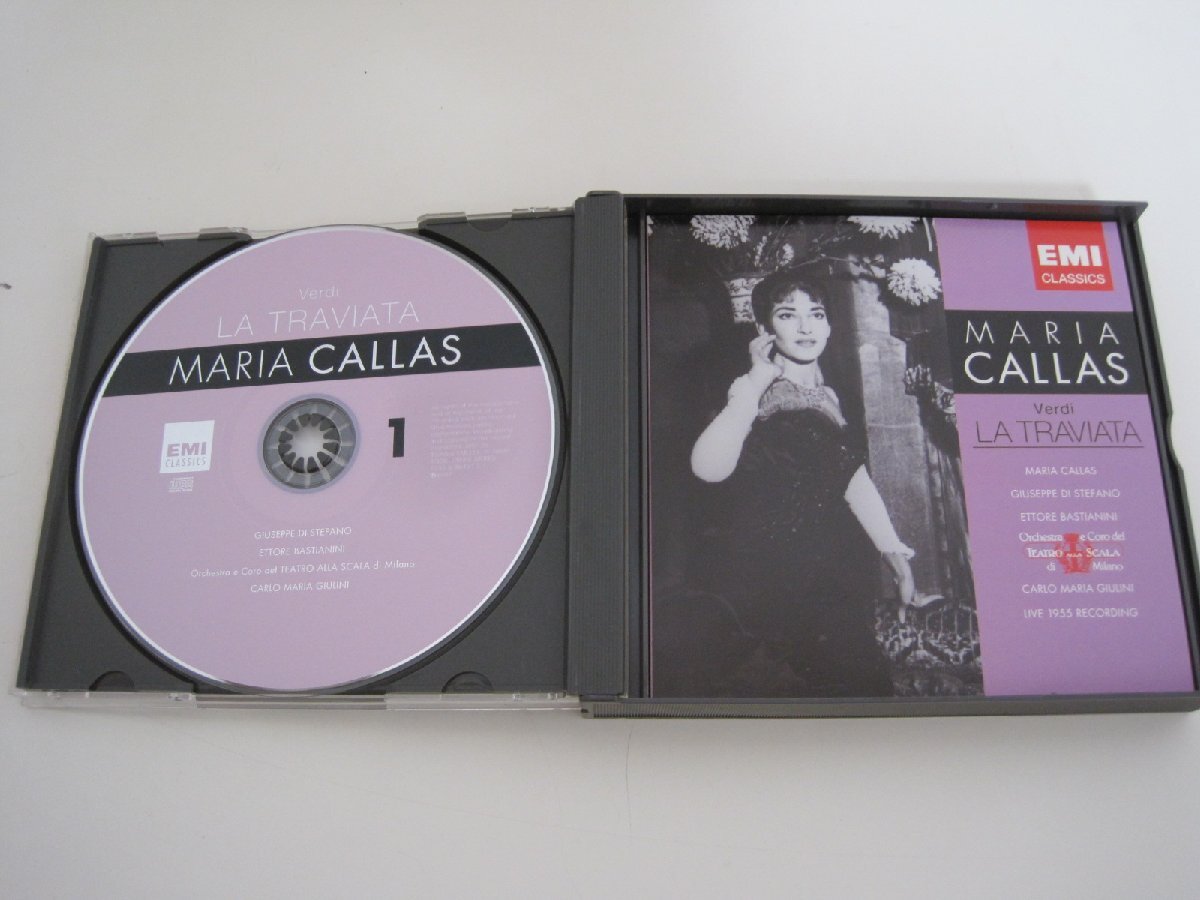 Verdi
LA TRAVIATA
MARIA CALLAS
EMI
CLASSICS
1
GIUSEPPE DI STEFANO
ETTORE BASTIANINI
Orchestra e Coro del TEATRO ALLA SCALA di Milano
CARLO MARIA GIULINI
EMI
CLASSICS
MARIA
CALLAS
Verdi
LA TRAVIATA
MARIA CALLAS
GIUSEPPE DI STEFANO
ETTORE BASTIANINI
Orchestra e Coro del
TEATRO SCALA
di Milano
CARLO MARIA GIULINI
LIVE 1955 RECORDING